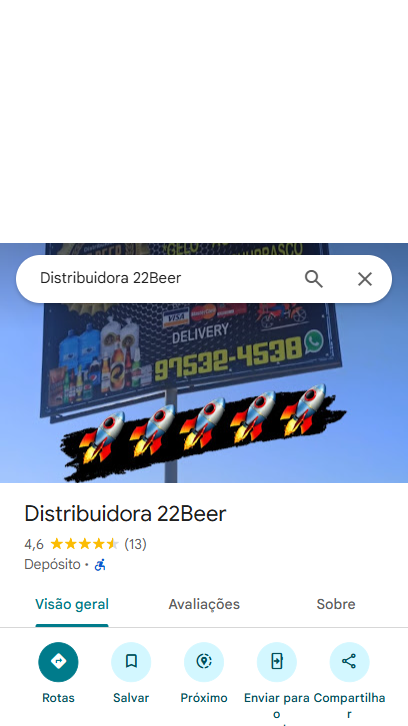 GELO
CHURRASCO
Distribuidora 22Beer
VISA
MasterCard
DELIVERY
97532-4538
Distribuidora 22Beer
4,6 (13)
Depósito ·
Visão geral Avaliações Sobre
Rotas Salvar Próximo Enviar para o Compartilhar